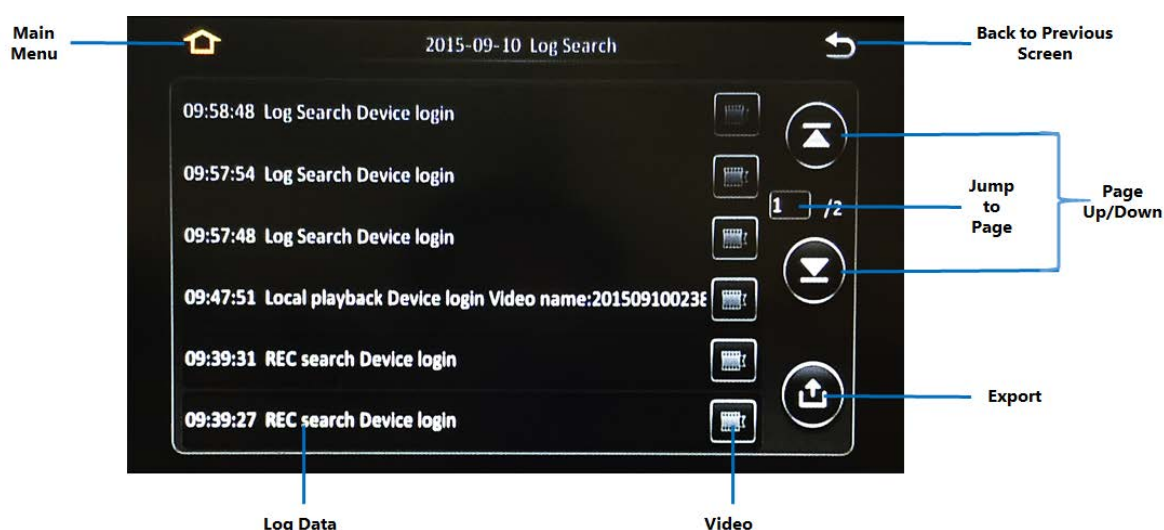 Main
Menu
2015-09-10 Log Search
Back to Previous
Screen
09:58:48 Log Search Device login
09:57:54 Log Search Device login
Jump
to
Page
Page
Up/Down
1 /2
09:57:48 Log Search Device login
09:47:51 Local playback Device login Video name:201509100238
09:39:31 REC search Device login
Export
09:39:27 REC search Device login
Log Data
Video